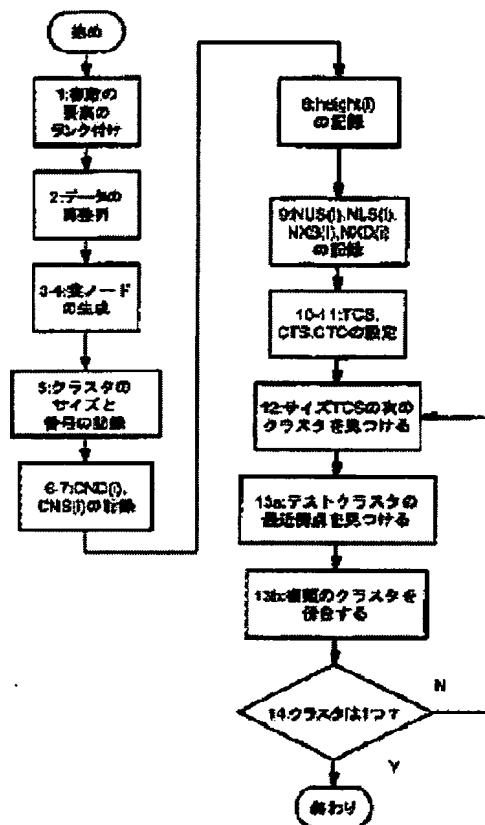 始め
1:複数の
要素の
ランク付け
2:データの
再整列
3-4:葉ノード
の生成
5:クラスタの
サイズと
番号の記録
6-7:CND(i),
CNS(i)の記録
8:height(i)
の記録
9:NUS(i),NLS(i),
NXS(i),NXD(i)
の記録
10-11:TCS,
CTS,CTCの設定
12:サイズTCSの次の
クラスタを見つける
13a:テストクラスタの
最近傍点を見つける
13b:複数のクラスタを
併合する
14:クラスタは1つ?
N
Y
終わり